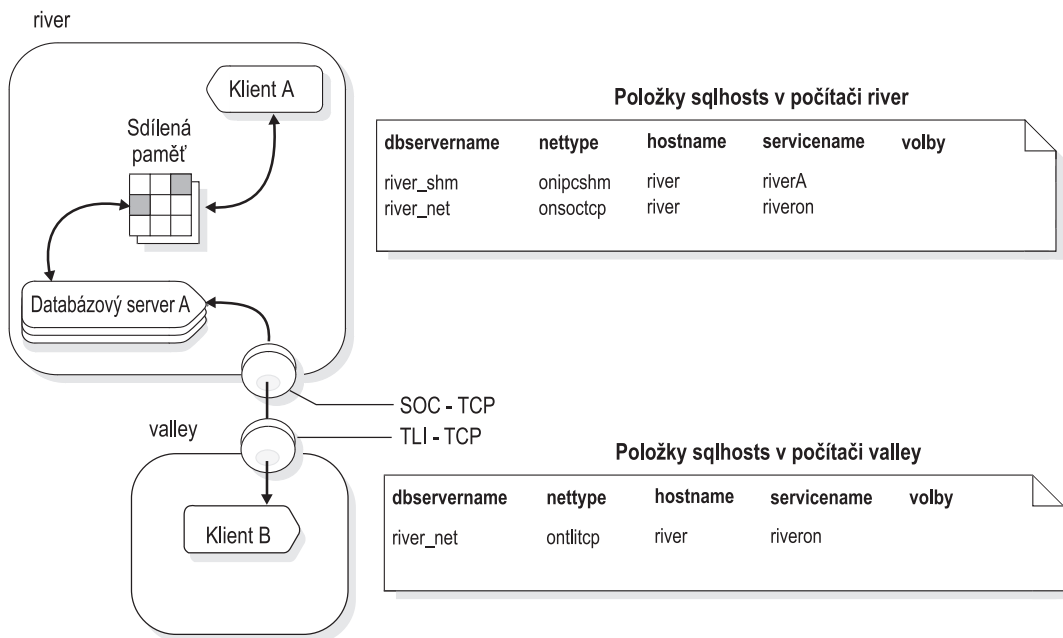 river
Klient A
Sdílená
paměť
Databázový server A
Položky sqlhosts v počítači river
dbservername nettype hostname servicename volby
river_shm onipcshm river riverA
river_net onsoctcp river riveron
SOC - TCP
TLI - TCP
valley
Klient B
Položky sqlhosts v počítači valley
dbservername nettype hostname servicename volby
river_net ontlitcp river riveron